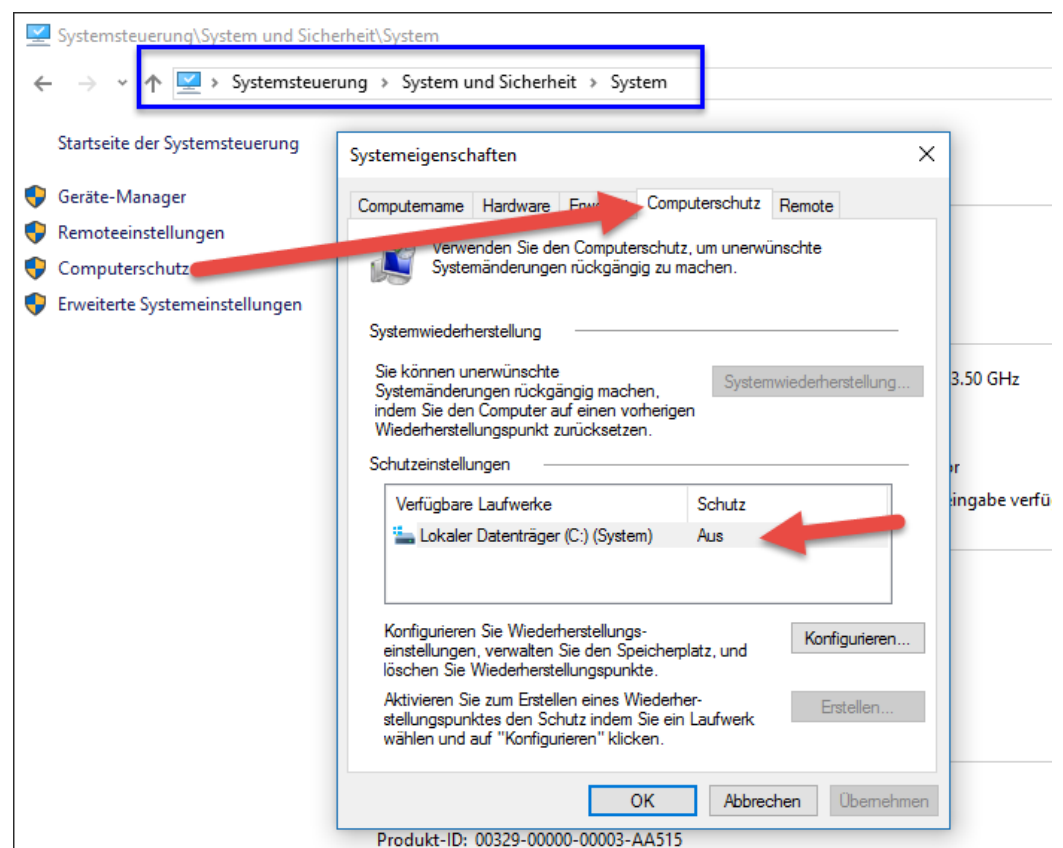 Systemsteuerung\System und Sicherheit\System
Systemsteuerung > System und Sicherheit > System
Startseite der Systemsteuerung
Geräte-Manager
Remoteeinstellungen
Computerschutz
Erweiterte Systemeinstellungen
Systemeigenschaften
Computername Hardware Computerschutz Remote
Verwenden Sie den Computerschutz, um unerwünschte
Systemänderungen rückgängig zu machen.
Systemwiederherstellung
Sie können unerwünschte
Systemänderungen rückgängig machen,
indem Sie den Computer auf einen vorherigen
Wiederherstellungspunkt zurücksetzen.
Systemwiederherstellung...
Schutzeinstellungen
Verfügbare Laufwerke Schutz
Lokaler Datenträger (C:) (System) Aus
Konfigurieren Sie Wiederherstellungs-
einstellungen, verwalten Sie den Speicherplatz, und
löschen Sie Wiederherstellungspunkte.
Konfigurieren...
Aktivieren Sie zum Erstellen eines Wiederher-
stellungspunktes den Schutz indem Sie ein Laufwerk
wählen und auf "Konfigurieren" klicken.
Erstellen...
OK Abbrechen Übernehmen
3.50 GHz
verfü
Produkt-ID: 00329-00000-00003-AA515